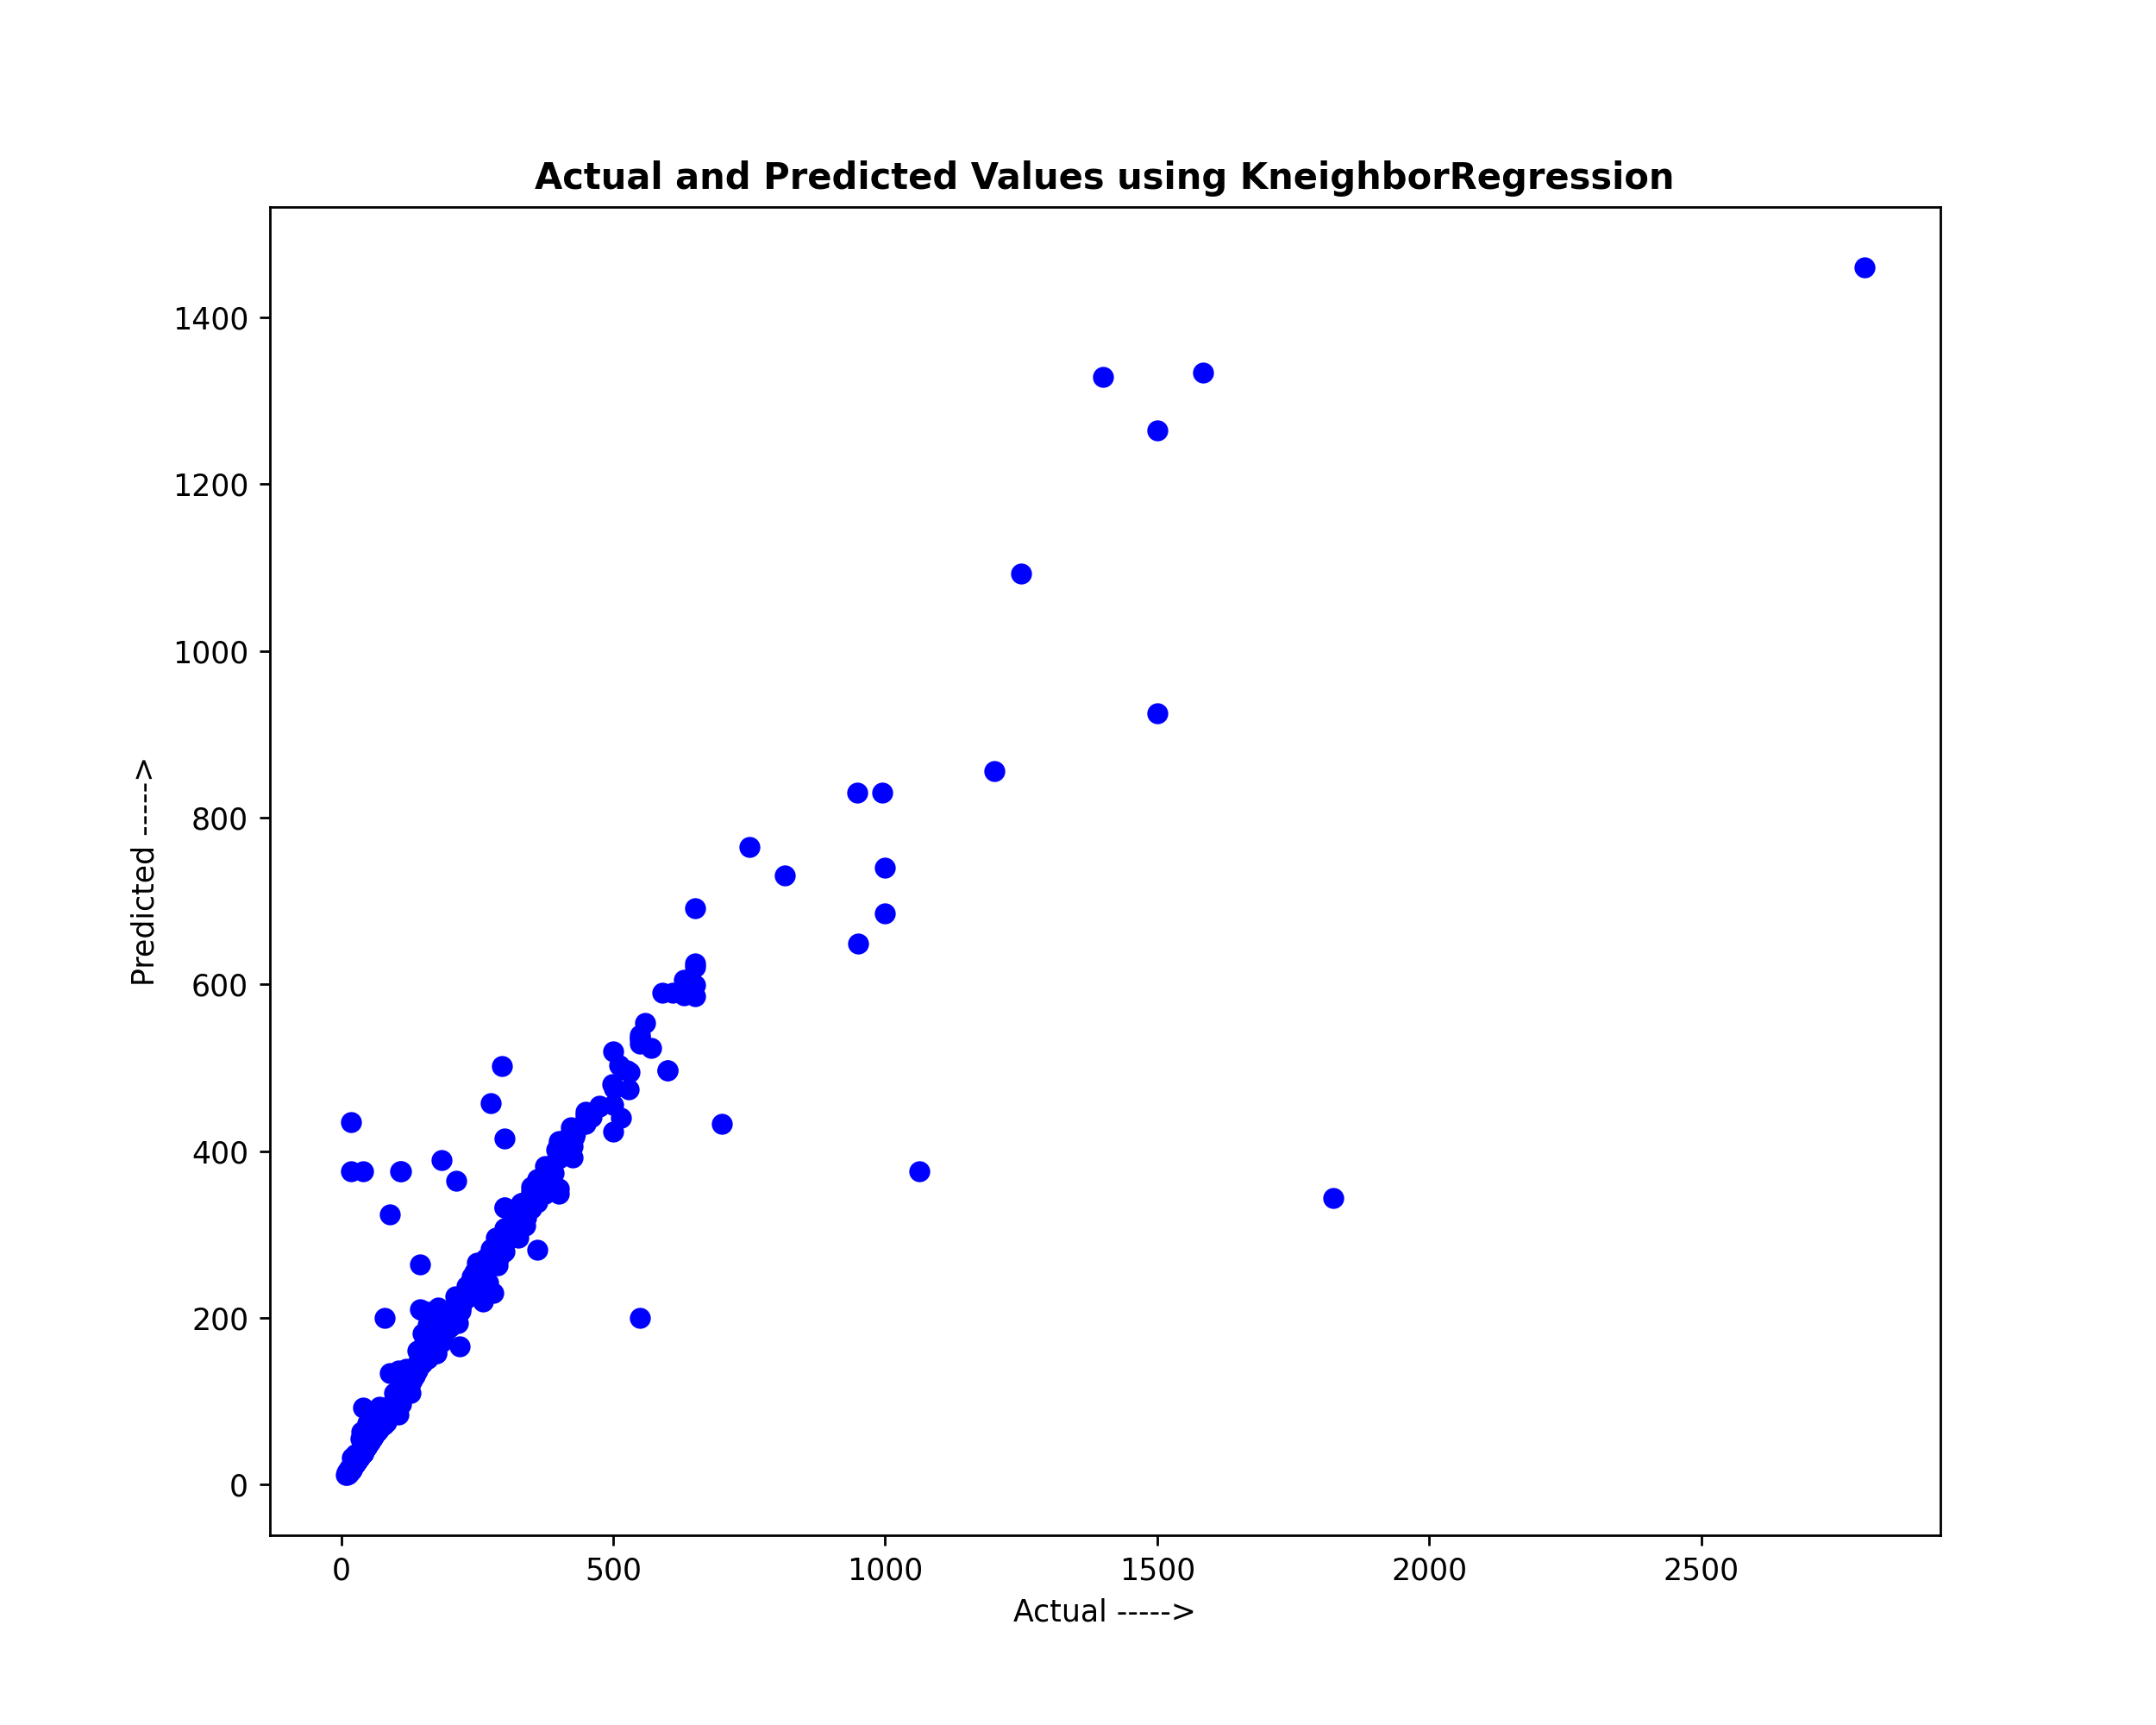 Actual and Predicted Values using KneighborRegression
1400
1200
1000
800
600
400
200
0
Predicted ----->
0 500 1000 1500 2000 2500
Actual ----->